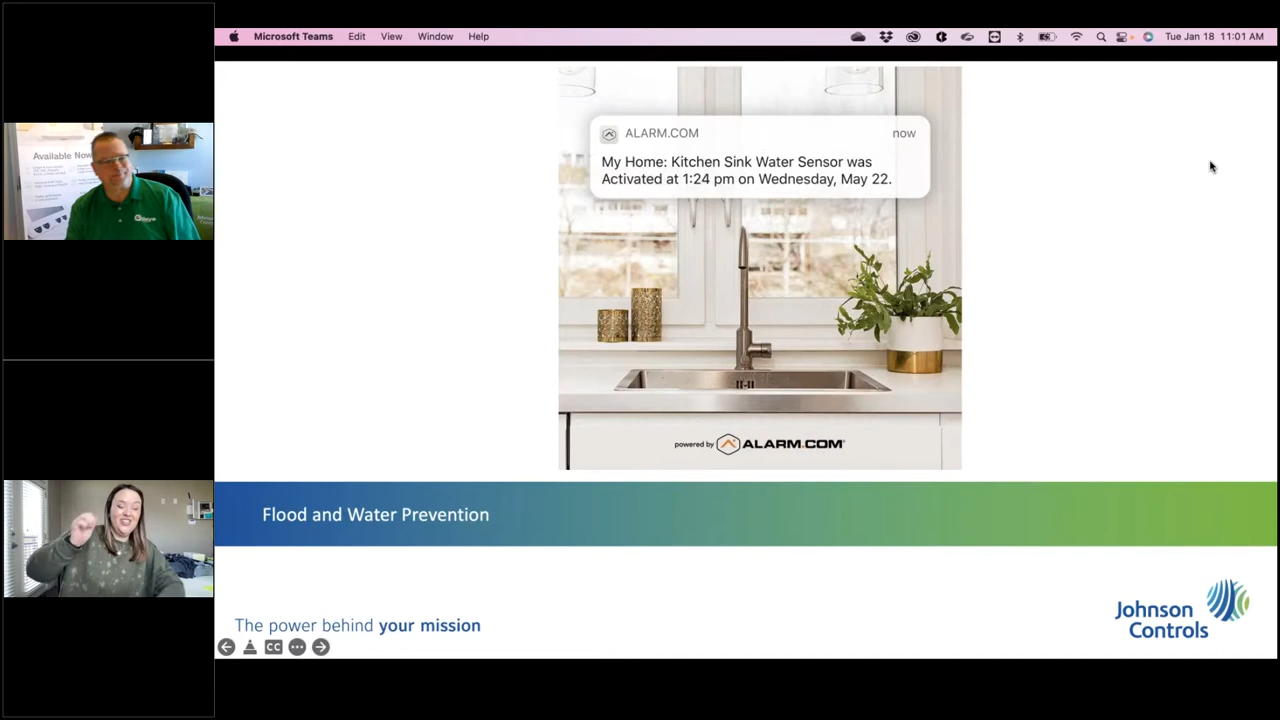 Microsoft Teams Edit View Window Help Tue Jan 18 11:01 AM
ALARM.COM now
My Home: Kitchen Sink Water Sensor was
Activated at 1:24 pm on Wednesday, May 22.
powered by ALARM.COM
Flood and Water Prevention
The power behind your mission
Johnson
Controls
CC
Available Now